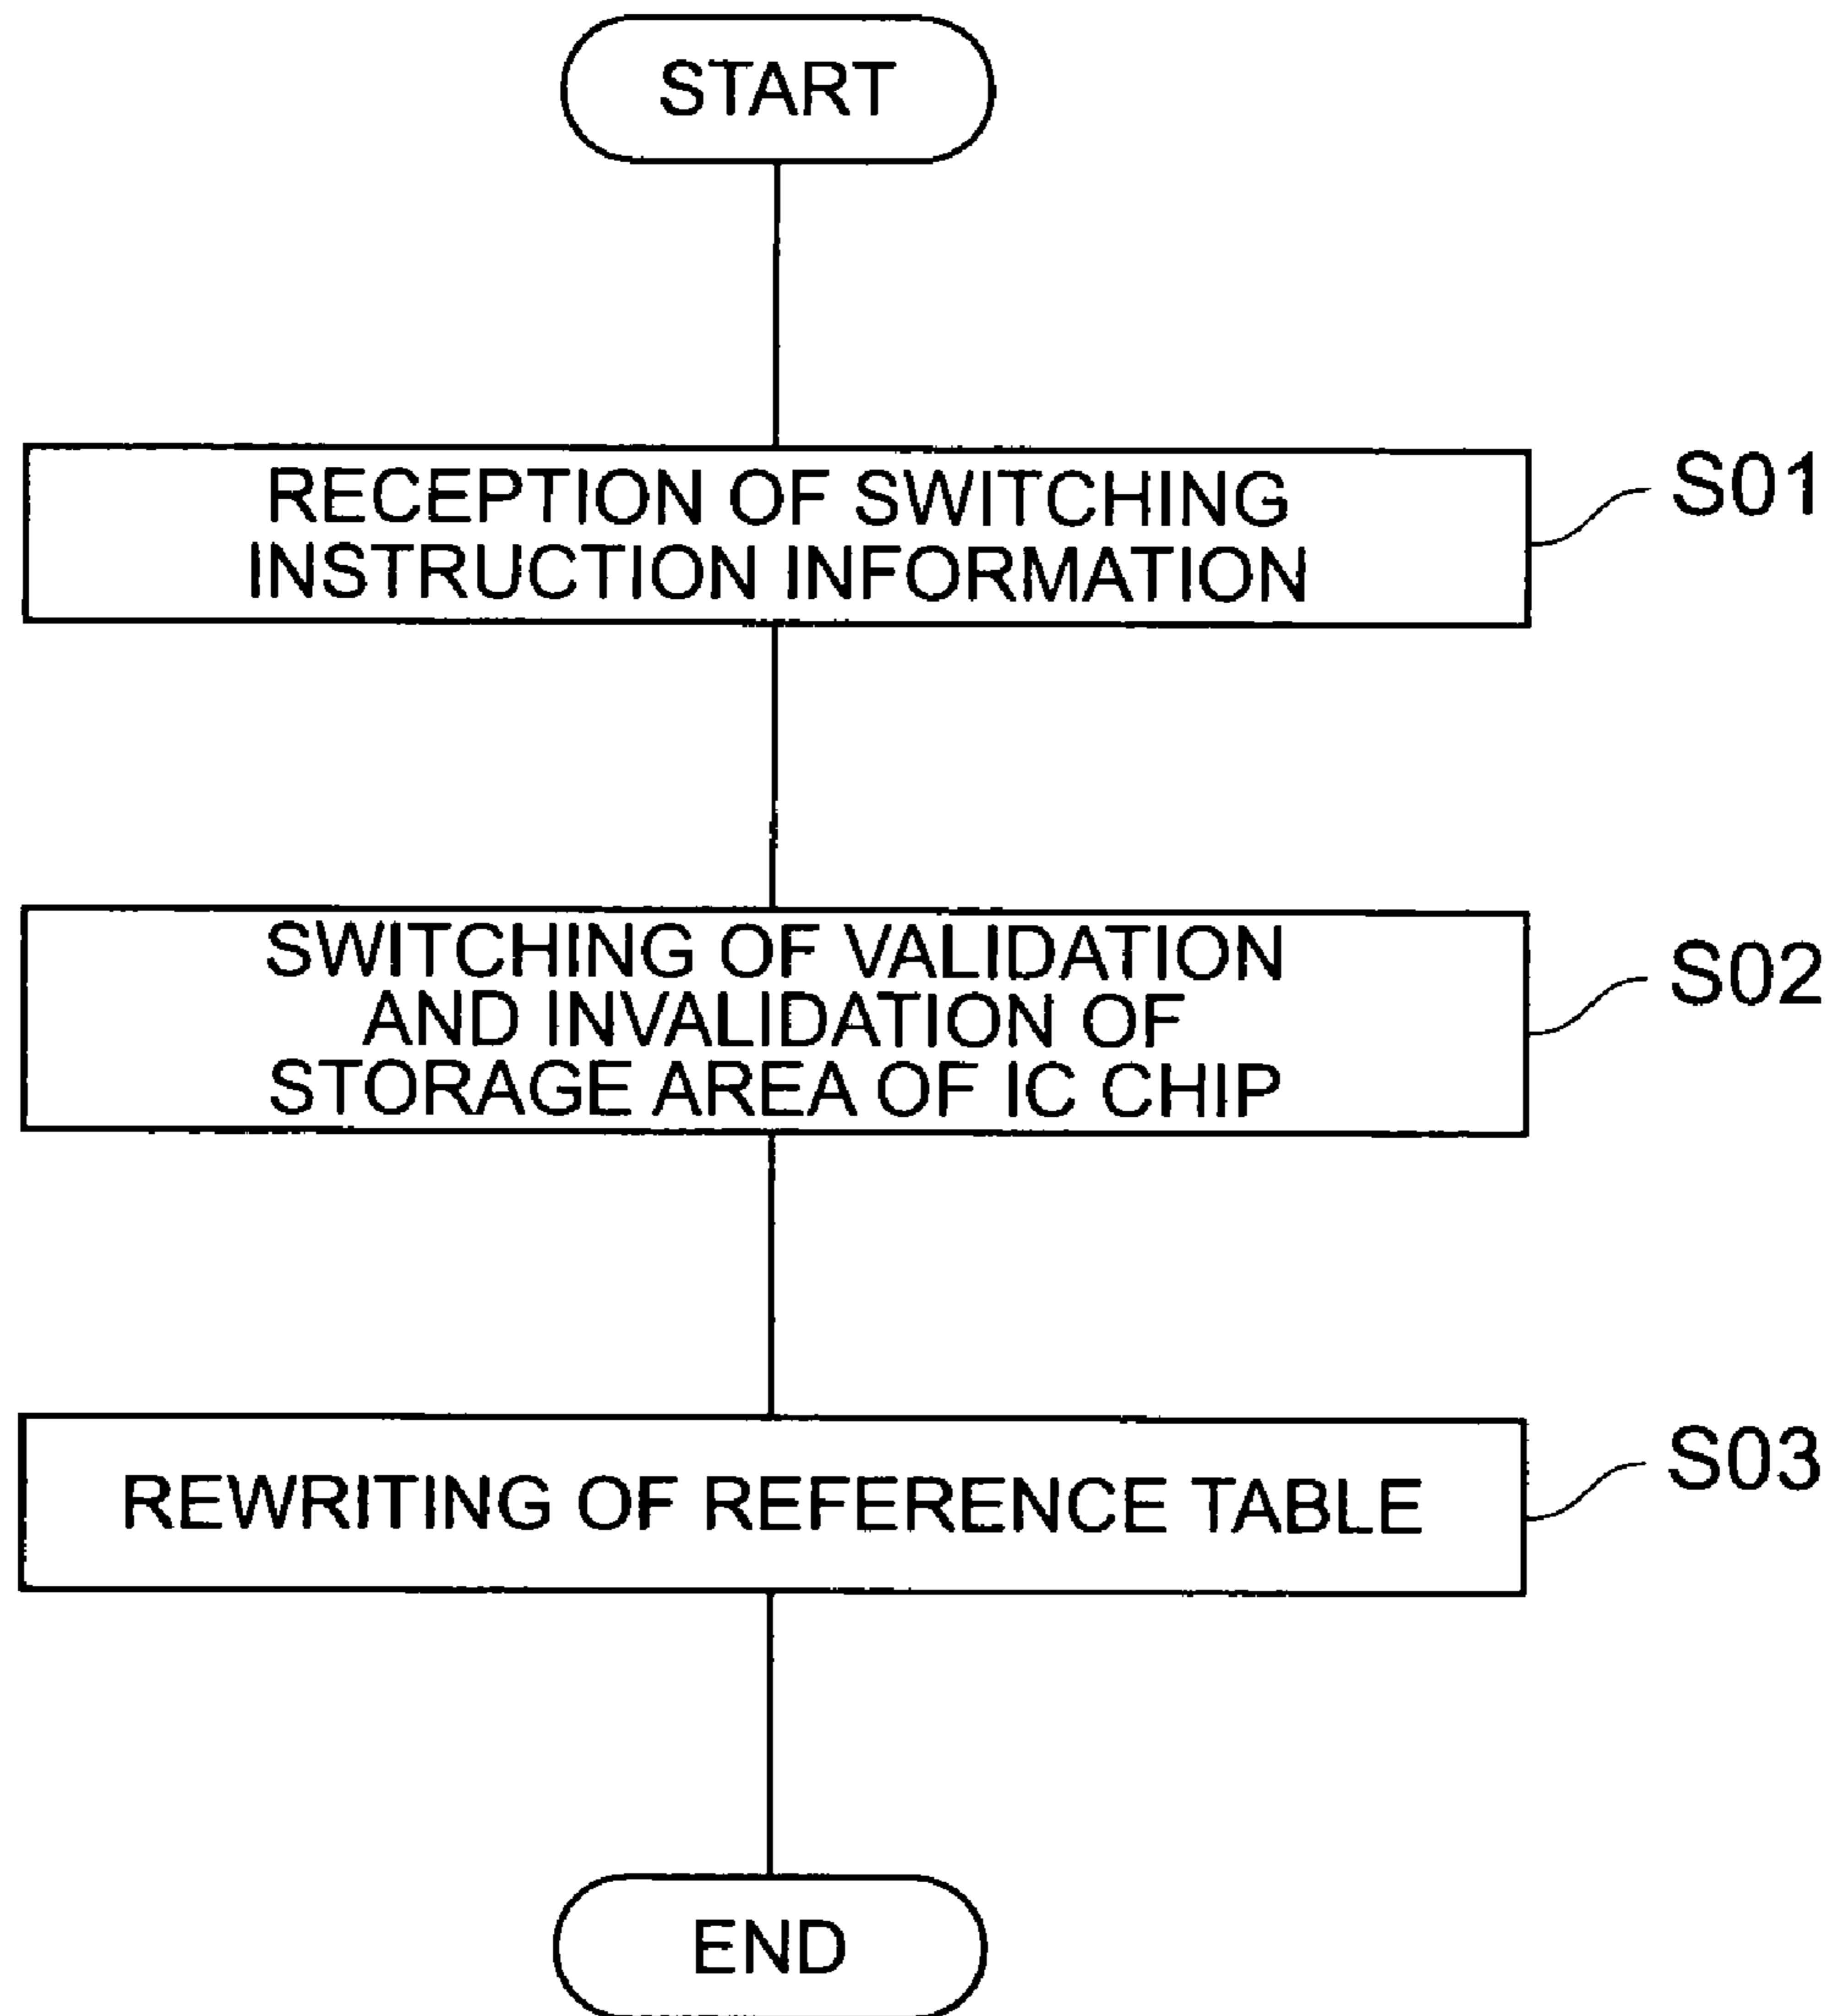 START
RECEPTION OF SWITCHING
INSTRUCTION INFORMATION
S01
SWITCHING OF VALIDATION
AND INVALIDATION OF
STORAGE AREA OF IC CHIP
S02
REWRITING OF REFERENCE TABLE
S03
END